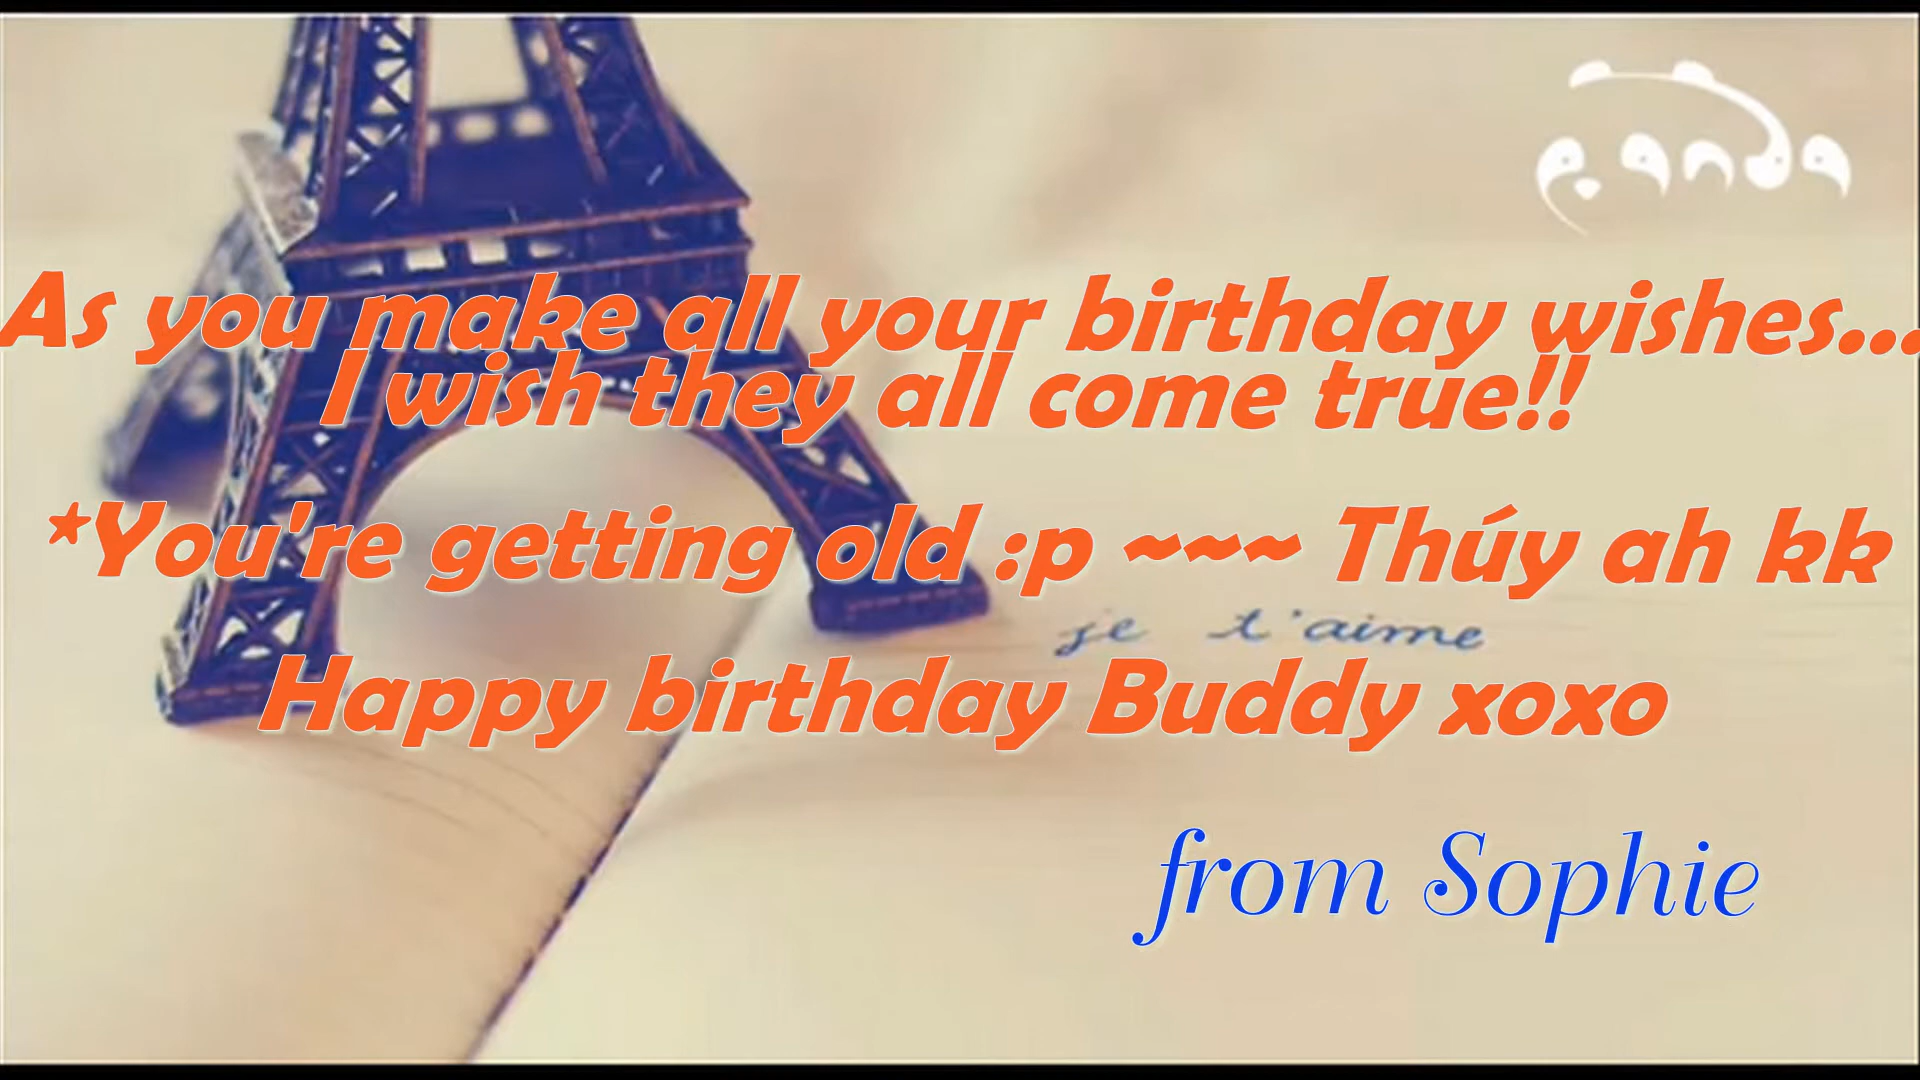 panda
As you make all your birthday wishes...
I wish they all come true!!
*You're getting old :p ~~~ Thúy ah kk
je t'aime
Happy birthday Buddy xoxo
from Sophie